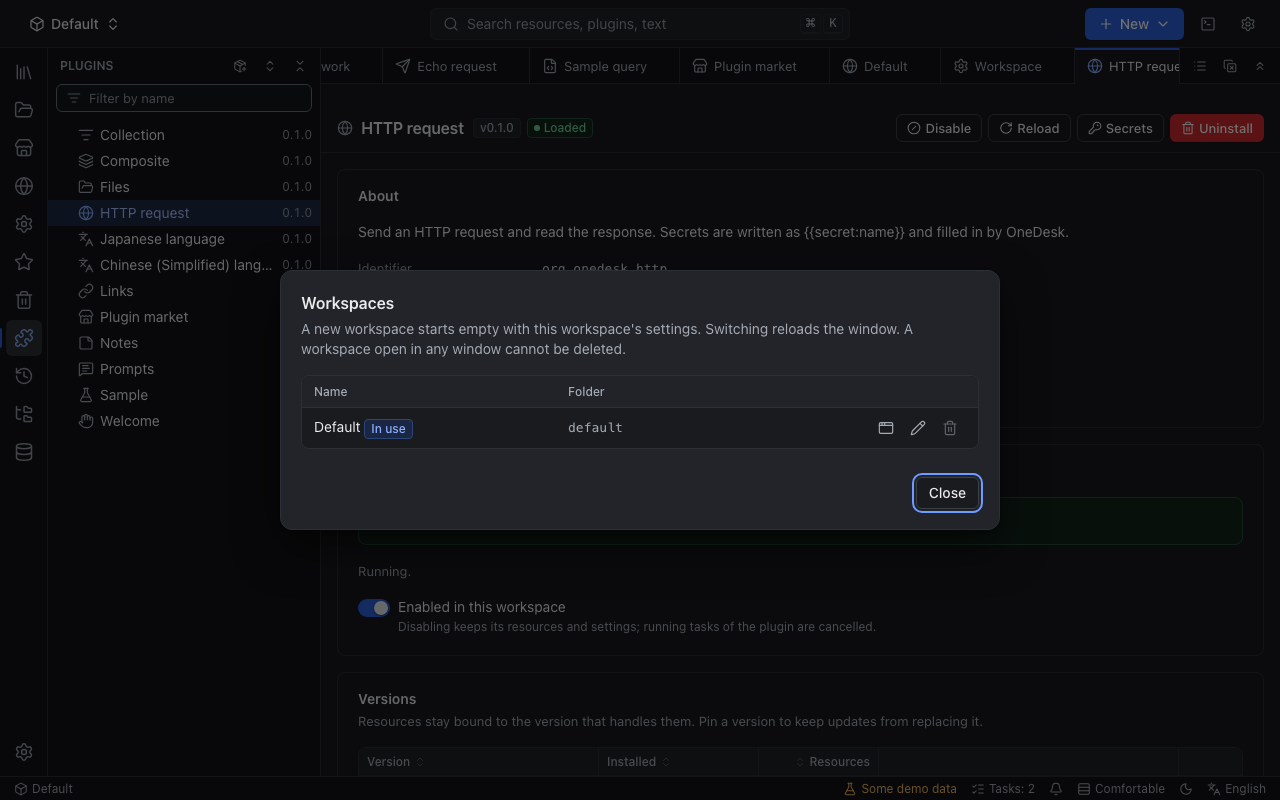 Default
Search resources, plugins, text
⌘ K
New
PLUGINS
Filter by name
Collection 0.1.0
Composite 0.1.0
Files 0.1.0
HTTP request 0.1.0
Japanese language 0.1.0
Chinese (Simplified) lang... 0.1.0
Links
Plugin market
Notes
Prompts
Sample
Welcome
work
Echo request
Sample query
Plugin market
Default
Workspace
HTTP reque
HTTP request v0.1.0 Loaded
Disable
Reload
Secrets
Uninstall
About
Send an HTTP request and read the response. Secrets are written as {{secret:name}} and filled in by OneDesk.
Identifier org.onedesk.http
Workspaces
A new workspace starts empty with this workspace's settings. Switching reloads the window. A
workspace open in any window cannot be deleted.
Name Folder
Default In use default
Close
Running.
Enabled in this workspace
Disabling keeps its resources and settings; running tasks of the plugin are cancelled.
Versions
Resources stay bound to the version that handles them. Pin a version to keep updates from replacing it.
Version Installed Resources
Default
Some demo data
Tasks: 2
Comfortable
English